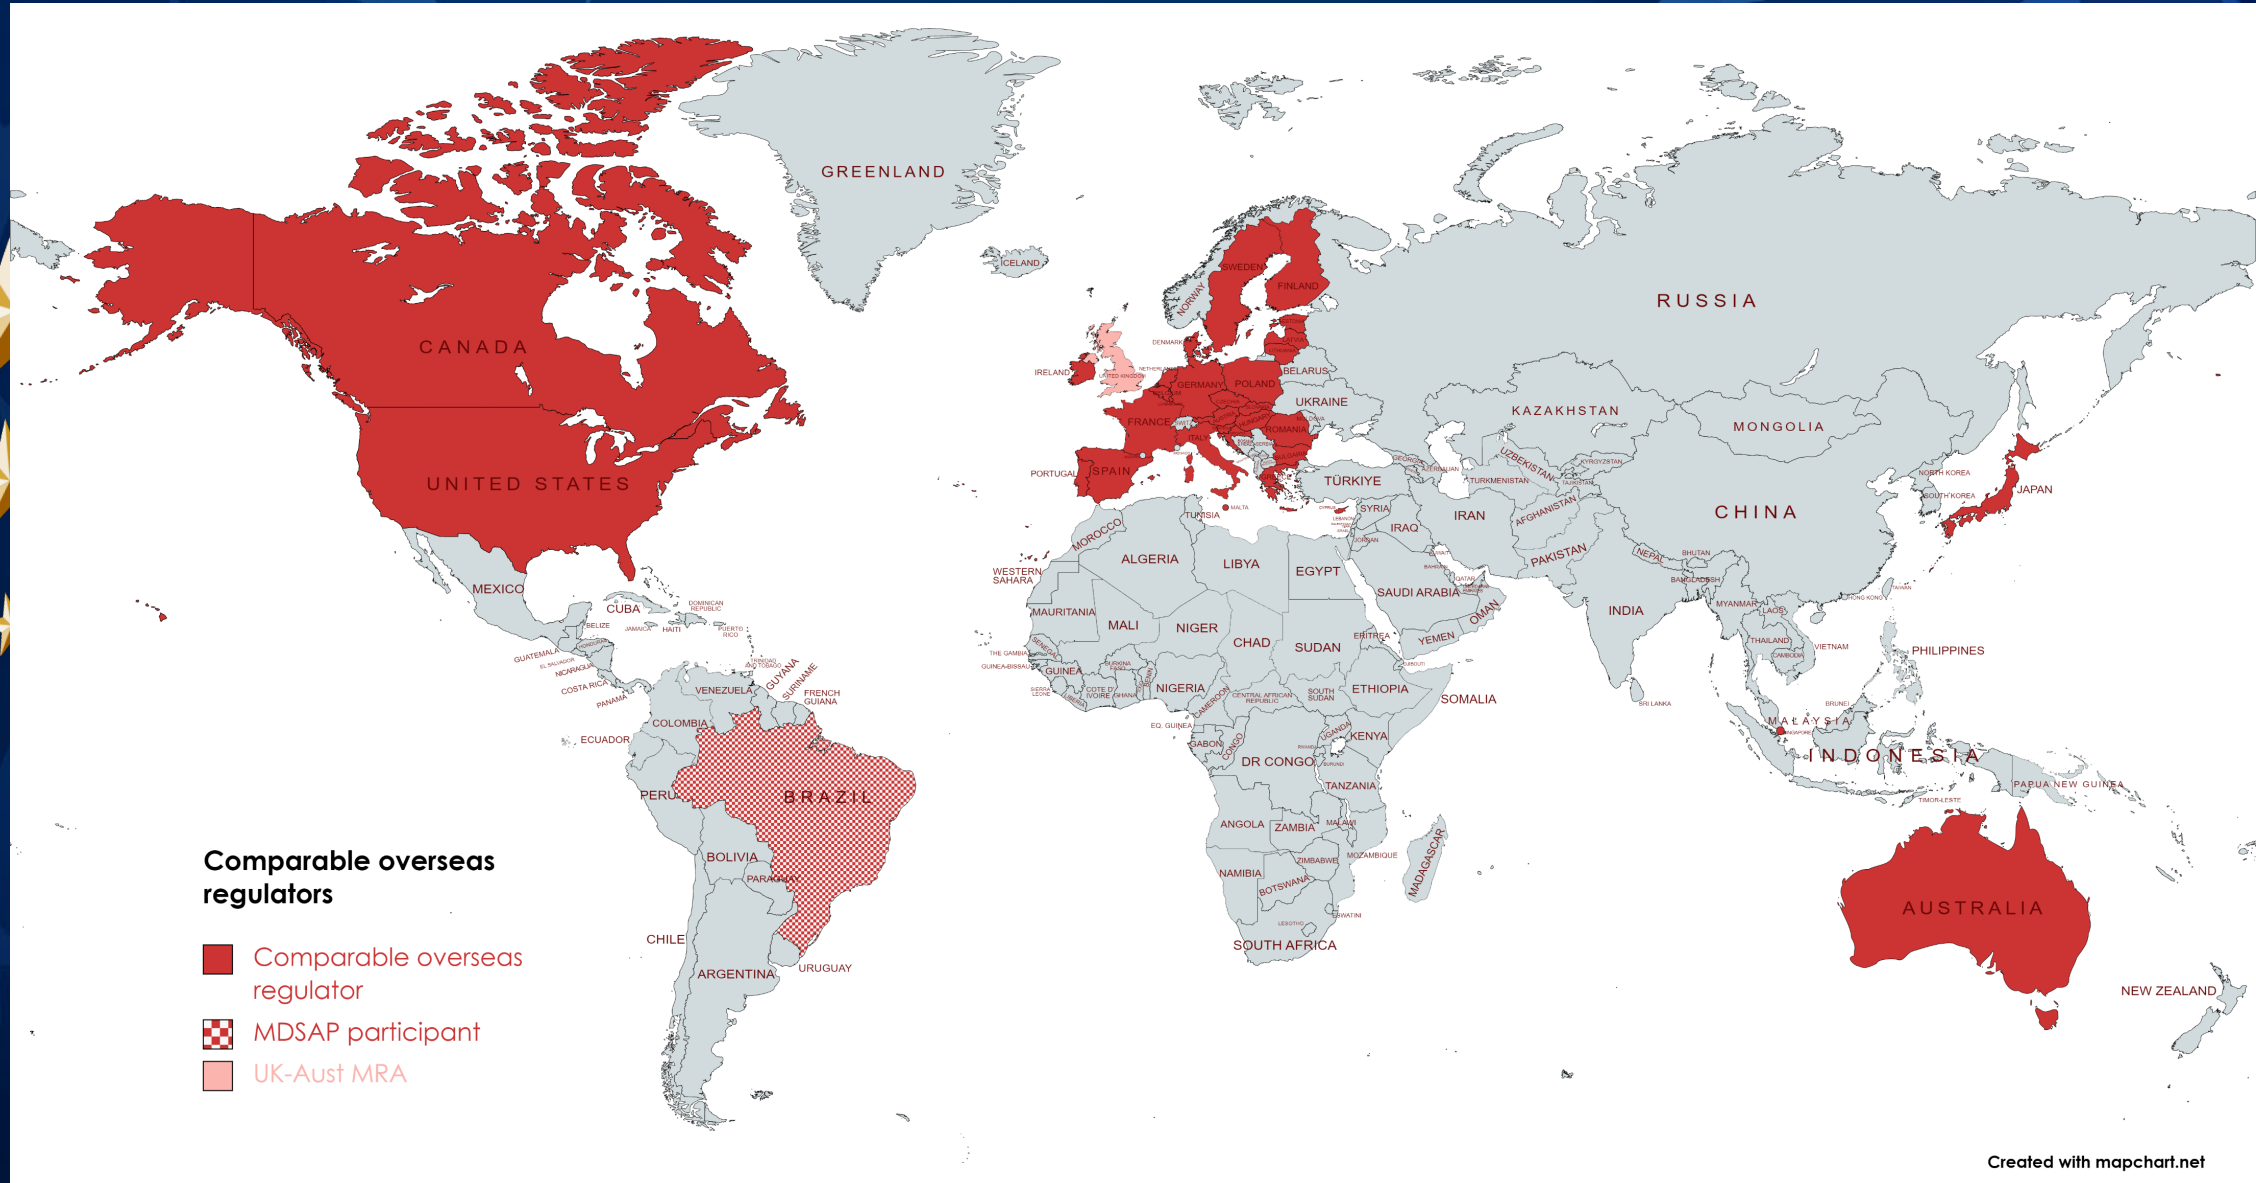 GREENLAND
ICELAND
RUSSIA
SWEDEN
FINLAND
NORWAY
CANADA
DENMARK
IRELAND
UNITED KINGDOM
GERMANY
POLAND
BELARUS
UKRAINE
KAZAKHSTAN
MONGOLIA
FRANCE
ROMANIA
ITALY
BULGARIA
UNITED STATES
PORTUGAL
SPAIN
TÜRKIYE
GEORGIA
AZERBAIJAN
UZBEKISTAN
KYRGYZSTAN
TURKMENISTAN
TAJIKISTAN
NORTH KOREA
SOUTH KOREA
JAPAN
CHINA
MALTA
TUNISIA
CYPRUS
SYRIA
LEBANON
IRAQ
IRAN
AFGHANISTAN
JORDAN
MOROCCO
ALGERIA
LIBYA
EGYPT
KUWAIT
BAHRAIN
QATAR
PAKISTAN
NEPAL
BHUTAN
BANGLADESH
WESTERN
SAHARA
MEXICO
CUBA
DOMINICAN
REPUBLIC
SAUDI ARABIA
OMAN
INDIA
MYANMAR
LAOS
HONG KONG
TAIWAN
MAURITANIA
MALI
NIGER
CHAD
SUDAN
ERITREA
YEMEN
BELIZE
JAMAICA
HAITI
PUERTO
RICO
THAILAND
VIETNAM
CAMBODIA
PHILIPPINES
GUATEMALA
HONDURAS
EL SALVADOR
NICARAGUA
COSTA RICA
PANAMA
TRINIDAD
AND TOBAGO
GUYANA
SURINAME
FRENCH
GUIANA
VENEZUELA
COLOMBIA
ECUADOR
SENEGAL
THE GAMBIA
GUINEA-BISSAU
GUINEA
SIERRA
LEONE
LIBERIA
COTE D'
IVOIRE
GHANA
BURKINA
FASO
BENIN
NIGERIA
CAMEROON
CENTRAL AFRICAN
REPUBLIC
SOUTH
SUDAN
ETHIOPIA
DJIBOUTI
SOMALIA
SRI LANKA
BRUNEI
MALAYSIA
SINGAPORE
INDONESIA
PAPUA NEW GUINEA
TIMOR-LESTE
EQ. GUINEA
GABON
CONGO
DR CONGO
UGANDA
KENYA
RWANDA
BURUNDI
TANZANIA
PERU
BRAZIL
ANGOLA
ZAMBIA
MALAWI
MOZAMBIQUE
ZIMBABWE
MADAGASCAR
BOLIVIA
PARAGUAY
NAMIBIA
BOTSWANA
ESWATINI
LESOTHO
SOUTH AFRICA
AUSTRALIA
CHILE
ARGENTINA
URUGUAY
NEW ZEALAND
Comparable overseas
regulators
Comparable overseas
regulator
MDSAP participant
UK-Aust MRA
Created with mapchart.net